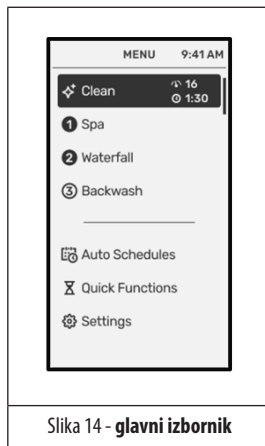 MENU 9:41 AM
Clean 16
1:30
1 Spa
2 Waterfall
3 Backwash
Auto Schedules
Quick Functions
Settings
Slika 14 - glavni izbornik